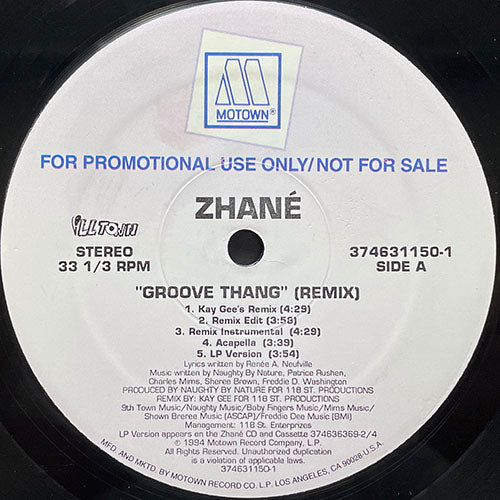 M
MOTOWN®
FOR PROMOTIONAL USE ONLY/NOT FOR SALE
ZHANÉ
iLLTOWN
STEREO
33 1/3 RPM
374631150-1
SIDE A
"GROOVE THANG" (REMIX)
1. Kay Gee's Remix (4:29)
2. Remix Edit (3:58)
3. Remix Instrumental (4:29)
4. Acapella (3:39)
5. LP Version (3:54)
Lyrics written by Renée A. Neufville
Music written by Naughty By Nature, Patrice Rushen,
Charles Mims, Sheree Brown, Freddie D. Washington
PRODUCED BY NAUGHTY BY NATURE FOR 118 ST. PRODUCTIONS
REMIX: BY KAY GEE FOR 118 ST. PRODUCTIONS
9th Town Music/Naughty Music/Baby Fingers Music/Mims Music/
Shown Breree Music (ASCAP)/Freddie Dee Music (BMI)
Management: 118 St. Enterprizes
LP Version appears on the Zhané CD and Cassette 374636369-2/4
© 1994 Motown Record Company, L.P.
All Rights Reserved. Unauthorized duplication
is a violation of applicable laws.
374631150-1
MFD. AND MKTD. BY MOTOWN RECORD CO. L.P. LOS ANGELES, CA 90028-U.S.A.